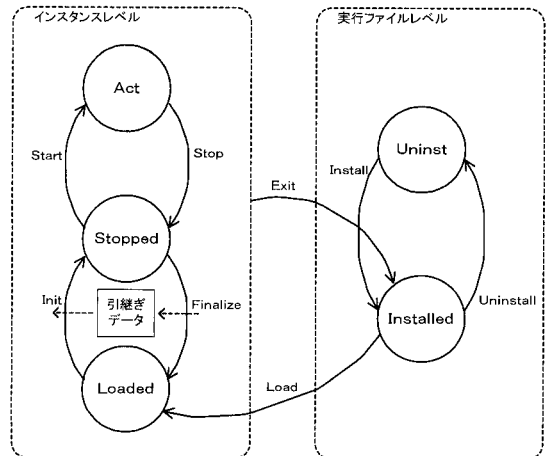 インスタンスレベル
実行ファイルレベル
Act
Start
Stop
Uninst
Install
Exit
Stopped
Init
引継ぎ
データ
Finalize
Installed
Uninstall
Loaded
Load